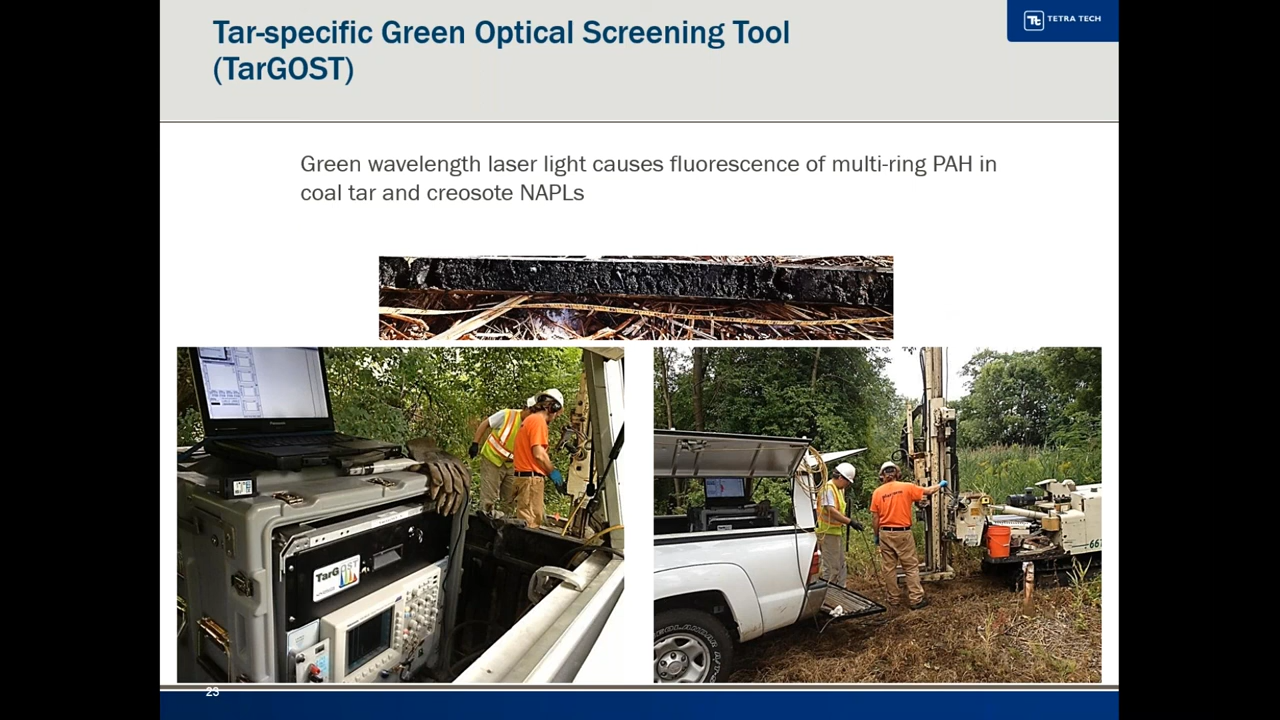 Tar-specific Green Optical Screening Tool
(TarGOST)
TETRA TECH
Green wavelength laser light causes fluorescence of multi-ring PAH in
coal tar and creosote NAPLs
TarGOST
23